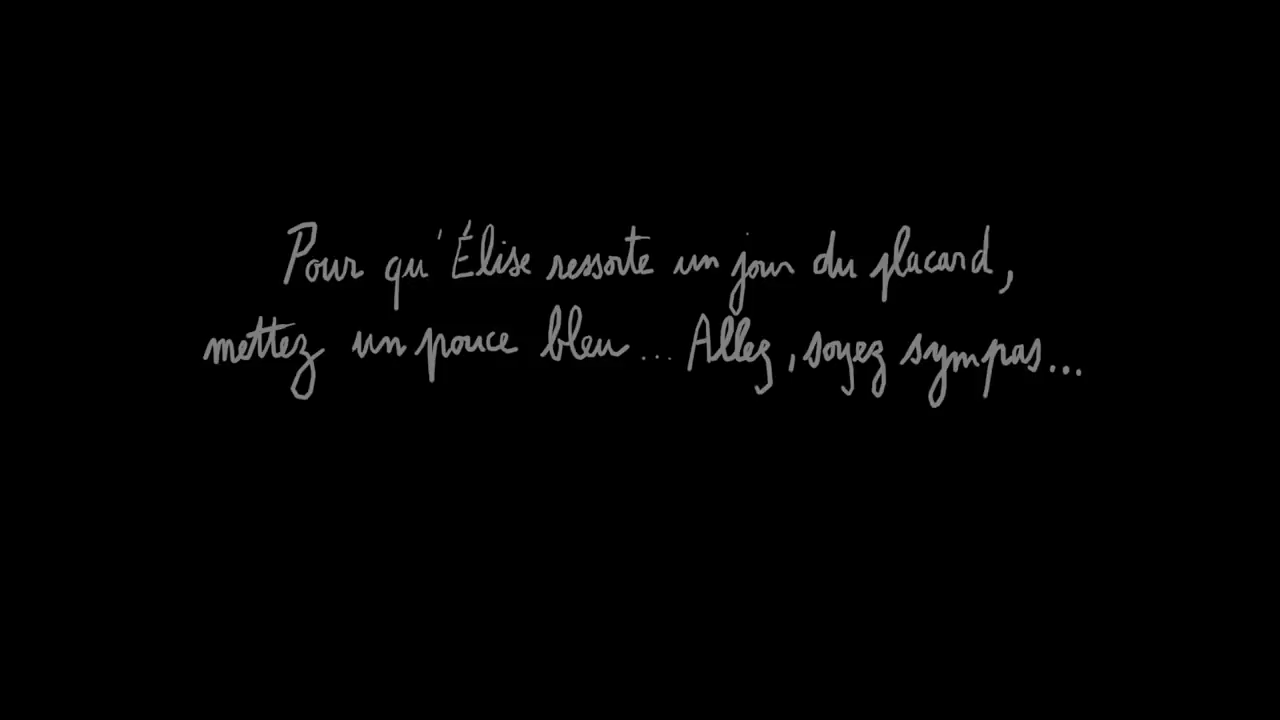 Pour qu'Élise ressorte un jour du placard,
mettez un pouce bleu... Allez, soyez sympas...